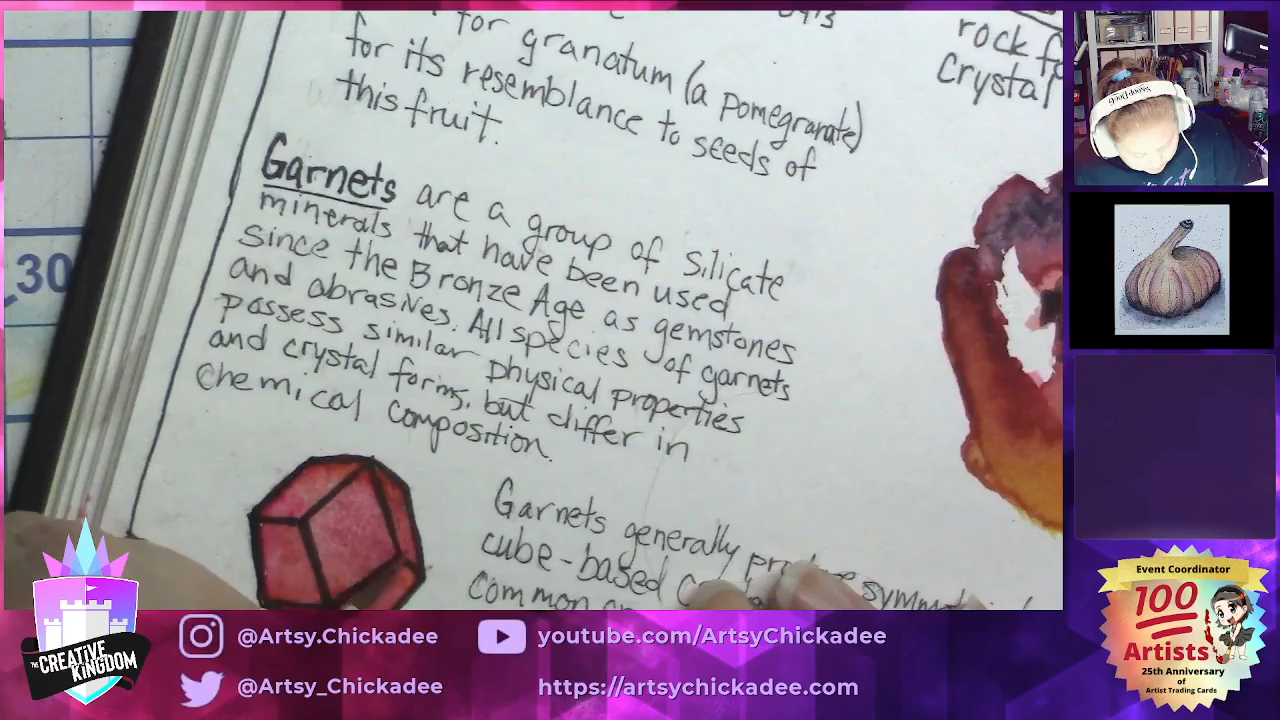 for granatum (a pomegranate)
for its resemblance to seeds of
this fruit.
rock
Crystal
Garnets are a group of silicate
minerals that have been used
since the Bronze Age as gemstones
and abrasives. All species of garnets
possess similar physical properties
and crystal forms, but differ in
chemical composition.
Garnets generally
cube-based
Common
30
THE CREATIVE KINGDOM
@Artsy.Chickadee
youtube.com/ArtsyChickadee
@Artsy_Chickadee
https://artsychickadee.com
Event Coordinator
100
Artists
25th Anniversary
of
Artist Trading Cards